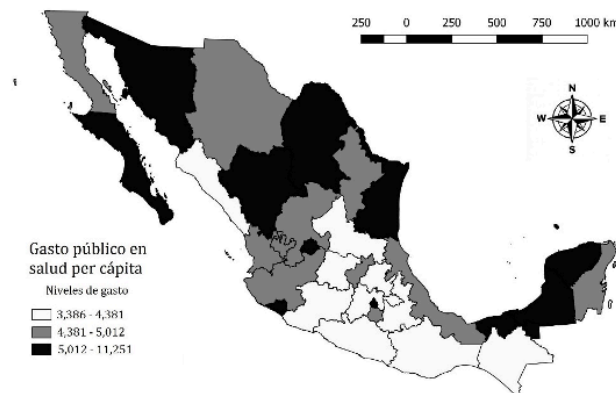 250 0 250 500 750 1000 km
N
W E
S
Gasto público en
salud per cápita
Niveles de gasto
3,386 - 4,381
4,381 - 5,012
5,012 - 11,251